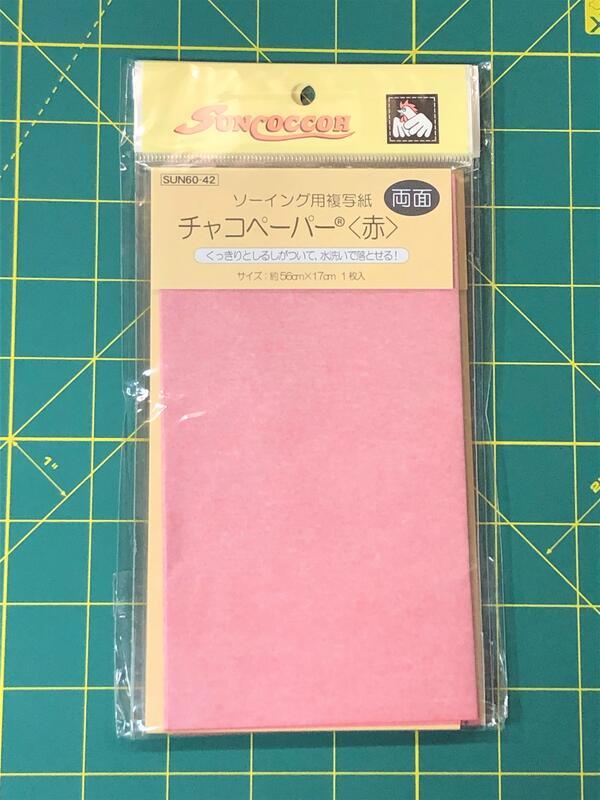 SUNCOCCOH
SUN60-42
ソーイング用複写紙
両面
チャコペーパー®〈赤〉
くっきりとしるしがついて、水洗いで落とせる！
サイズ：約56cm×17cm 1枚入
1"